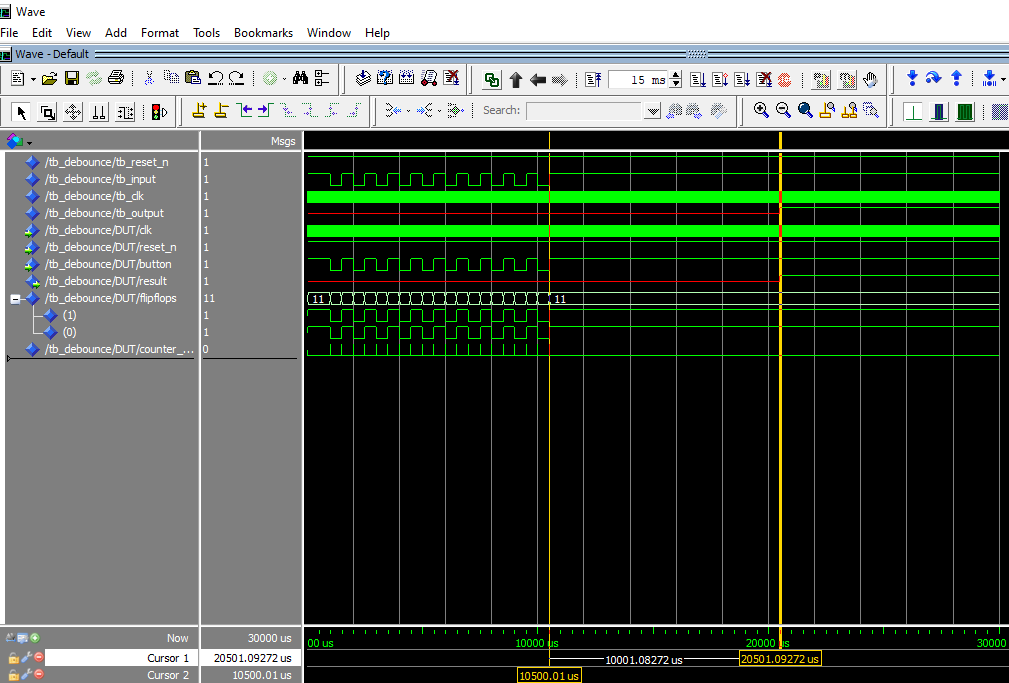 Wave
File Edit View Add Format Tools Bookmarks Window Help
Wave - Default
15 ms
Search:
Msgs
/tb_debounce/tb_reset_n 1
/tb_debounce/tb_input 1
/tb_debounce/tb_clk 1
/tb_debounce/tb_output 1
/tb_debounce/DUT/clk 1
/tb_debounce/DUT/reset_n 1
/tb_debounce/DUT/button 1
/tb_debounce/DUT/result 1
/tb_debounce/DUT/flipflops 11 11 11
(1) 1
(0) 1
/tb_debounce/DUT/counter_... 0
Now 30000 us 00 us 10000 us 20000 us 30000
Cursor 1 20501.09272 us 10001.08272 us 20501.09272 us
Cursor 2 10500.01 us 10500.01 us